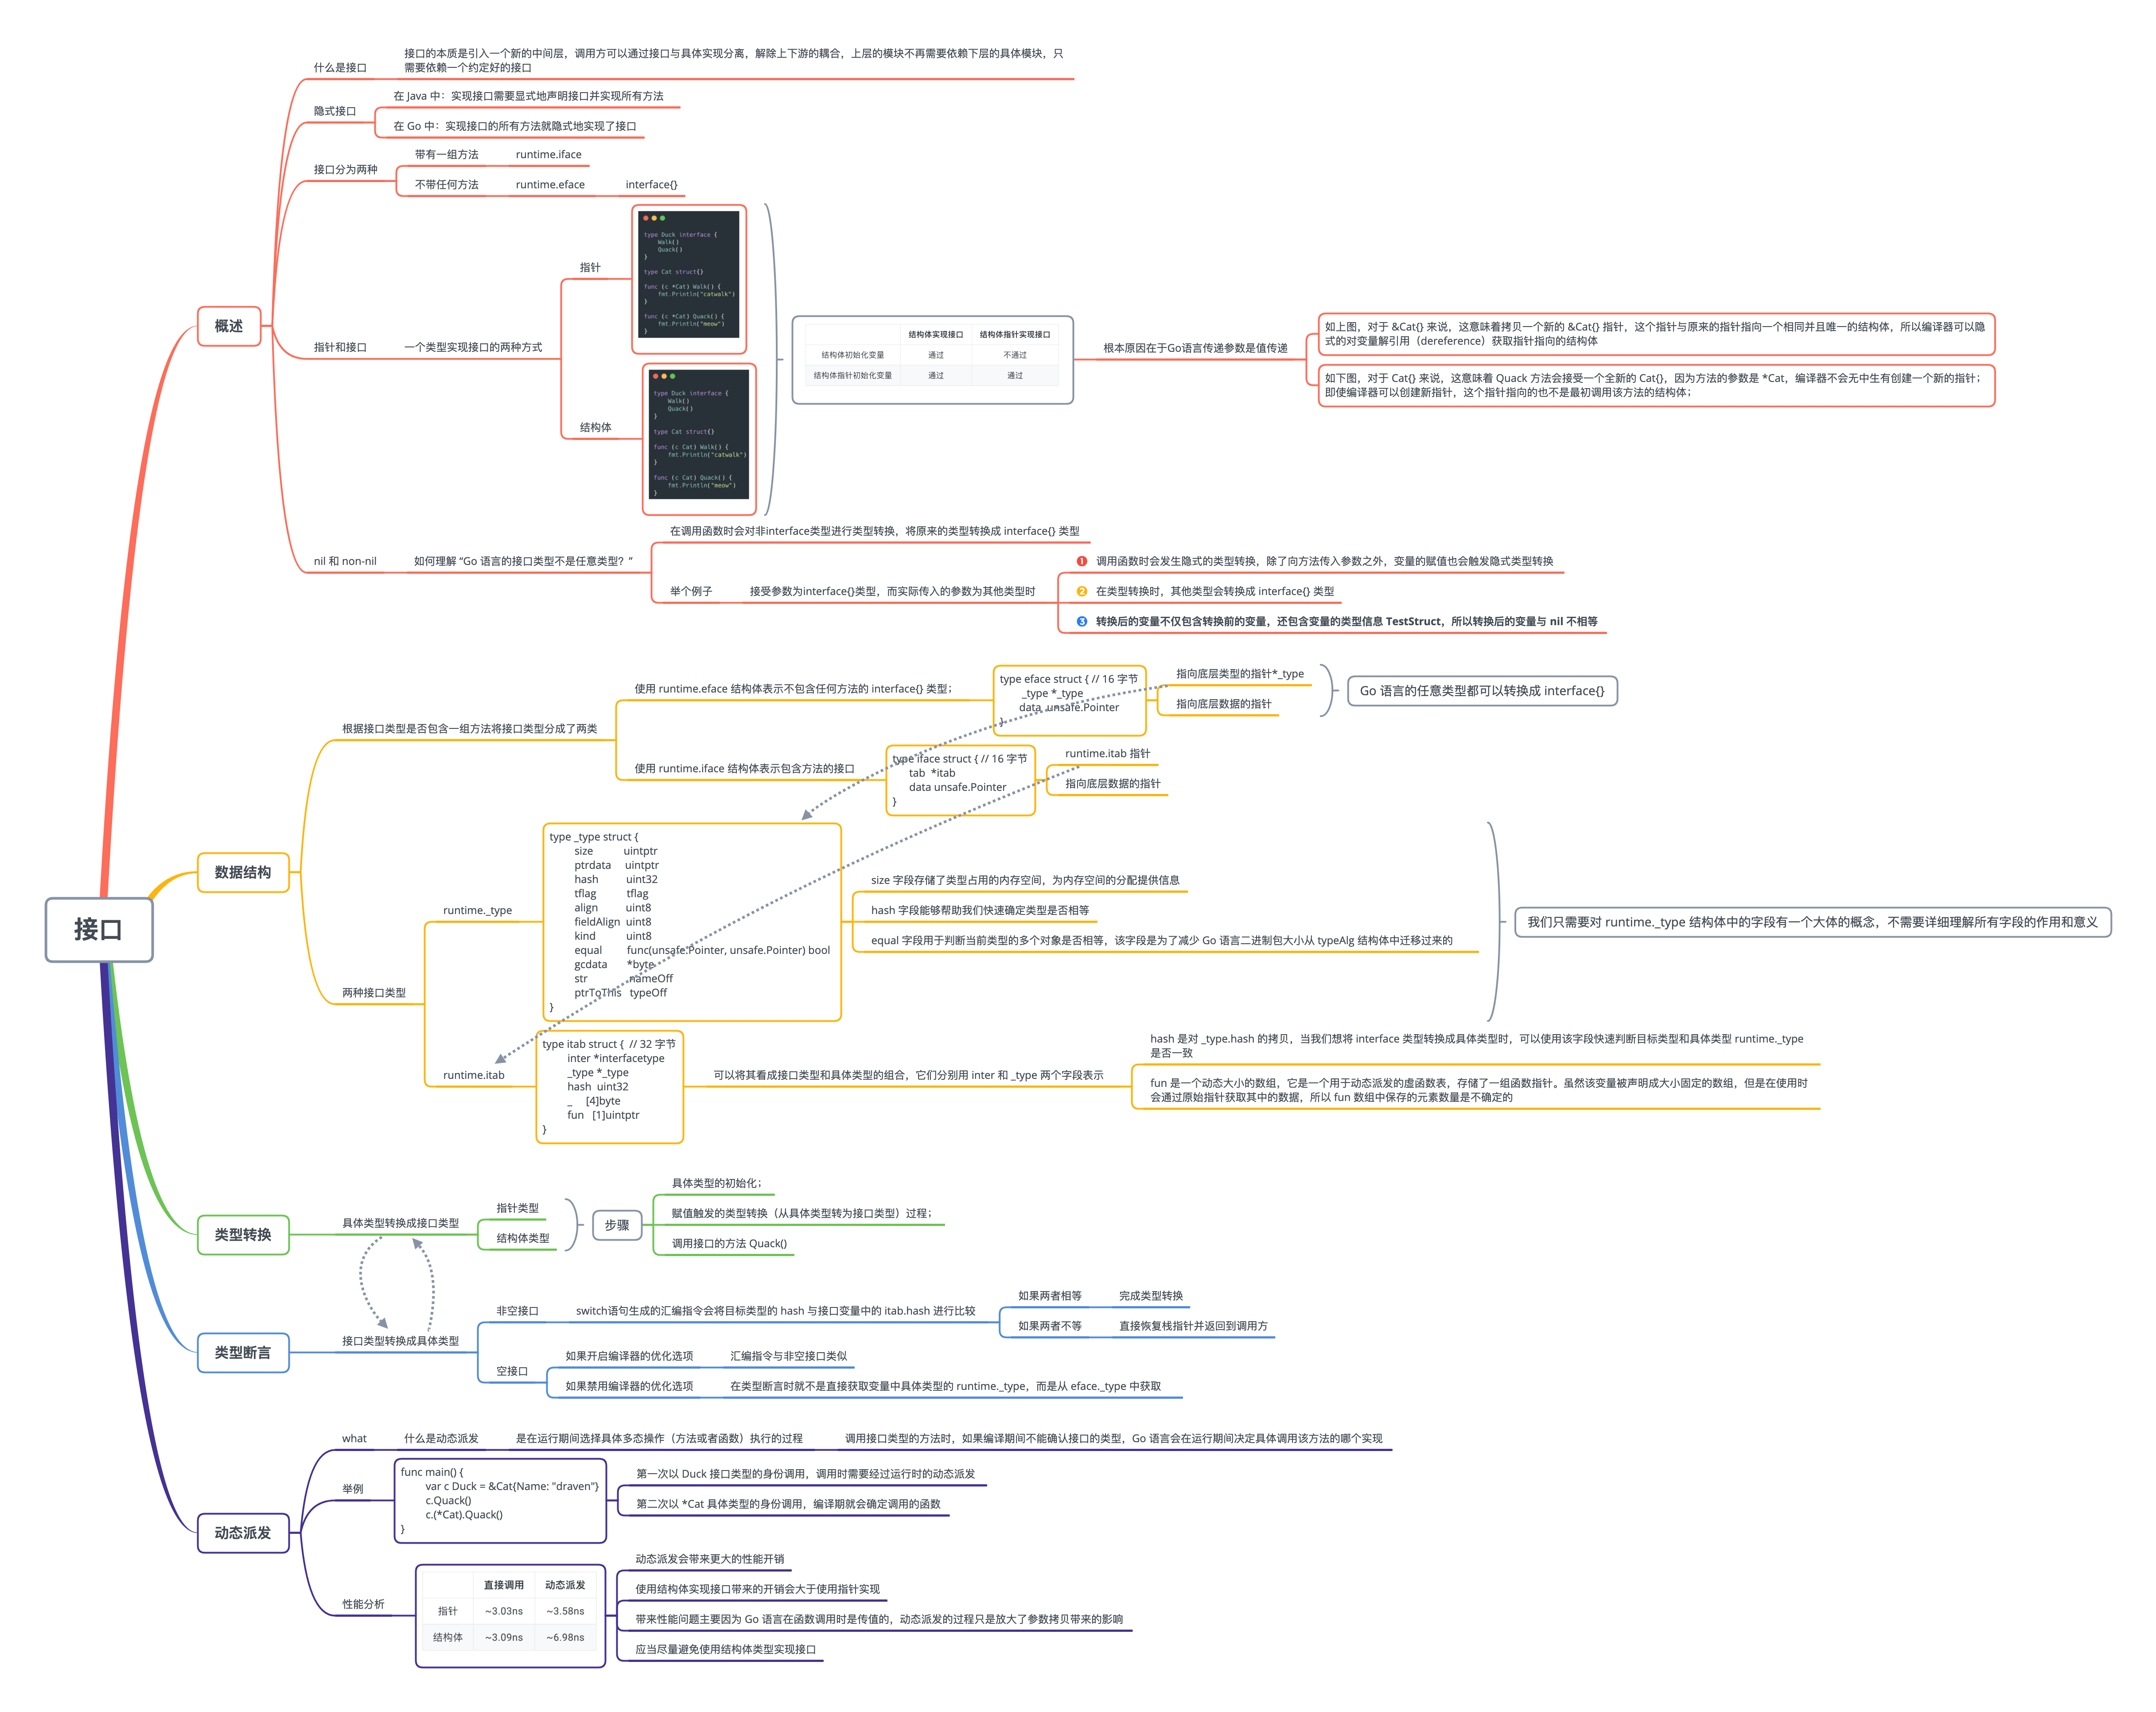 接口
概述
什么是接口
接口的本质是引入一个新的中间层，调用方可以通过接口与具体实现分离，解除上下游的耦合，上层的模块不再需要依赖下层的具体模块，只
需要依赖一个约定好的接口
隐式接口
在 Java 中：实现接口需要显式地声明接口并实现所有方法
在 Go 中：实现接口的所有方法就隐式地实现了接口
接口分为两种
带有一组方法
runtime.iface
不带任何方法
runtime.eface
interface{}
指针和接口
一个类型实现接口的两种方式
指针
type Duck interface {
Walk()
Quack()
}
type Cat struct{}
func (c *Cat) Walk() {
fmt.Println("catwalk")
}
func (c *Cat) Quack() {
fmt.Println("meow")
}
结构体
type Duck interface {
Walk()
Quack()
}
type Cat struct{}
func (c Cat) Walk() {
fmt.Println("catwalk")
}
func (c Cat) Quack() {
fmt.Println("meow")
}
结构体实现接口 结构体指针实现接口
结构体初始化变量 通过 不通过
结构体指针初始化变量 通过 通过
根本原因在于Go语言传递参数是值传递
如上图，对于 &Cat{} 来说，这意味着拷贝一个新的 &Cat{} 指针，这个指针与原来的指针指向一个相同并且唯一的结构体，所以编译器可以隐
式的对变量解引用（dereference）获取指针指向的结构体
如下图，对于 Cat{} 来说，这意味着 Quack 方法会接受一个全新的 Cat{}，因为方法的参数是 *Cat，编译器不会无中生有创建一个新的指针；
即使编译器可以创建新指针，这个指针指向的也不是最初调用该方法的结构体；
nil 和 non-nil
如何理解 “Go 语言的接口类型不是任意类型？”
在调用函数时会对非interface类型进行类型转换，将原来的类型转换成 interface{} 类型
举个例子
接受参数为interface{}类型，而实际传入的参数为其他类型时
1 调用函数时会发生隐式的类型转换，除了向方法传入参数之外，变量的赋值也会触发隐式类型转换
2 在类型转换时，其他类型会转换成 interface{} 类型
3 转换后的变量不仅包含转换前的变量，还包含变量的类型信息 TestStruct，所以转换后的变量与 nil 不相等
数据结构
根据接口类型是否包含一组方法将接口类型分成了两类
使用 runtime.eface 结构体表示不包含任何方法的 interface{} 类型；
type eface struct { // 16 字节
_type *_type
data unsafe.Pointer
}
指向底层类型的指针*_type
指向底层数据的指针
Go 语言的任意类型都可以转换成 interface{}
使用 runtime.iface 结构体表示包含方法的接口
type iface struct { // 16 字节
tab *itab
data unsafe.Pointer
}
runtime.itab 指针
指向底层数据的指针
两种接口类型
runtime._type
type _type struct {
size uintptr
ptrdata uintptr
hash uint32
tflag tflag
align uint8
fieldAlign uint8
kind uint8
equal func(unsafe.Pointer, unsafe.Pointer) bool
gcdata *byte
str nameOff
ptrToThis typeOff
}
size 字段存储了类型占用的内存空间，为内存空间的分配提供信息
hash 字段能够帮助我们快速确定类型是否相等
equal 字段用于判断当前类型的多个对象是否相等，该字段是为了减少 Go 语言二进制包大小从 typeAlg 结构体中迁移过来的
我们只需要对 runtime._type 结构体中的字段有一个大体的概念，不需要详细理解所有字段的作用和意义
runtime.itab
type itab struct { // 32 字节
inter *interfacetype
_type *_type
hash uint32
_ [4]byte
fun [1]uintptr
}
可以将其看成接口类型和具体类型的组合，它们分别用 inter 和 _type 两个字段表示
hash 是对 _type.hash 的拷贝，当我们想将 interface 类型转换成具体类型时，可以使用该字段快速判断目标类型和具体类型 runtime._type
是否一致
fun 是一个动态大小的数组，它是一个用于动态派发的虚函数表，存储了一组函数指针。虽然该变量被声明成大小固定的数组，但是在使用时
会通过原始指针获取其中的数据，所以 fun 数组中保存的元素数量是不确定的
类型转换
具体类型转换成接口类型
指针类型
结构体类型
步骤
具体类型的初始化；
赋值触发的类型转换（从具体类型转为接口类型）过程；
调用接口的方法 Quack()
类型断言
接口类型转换成具体类型
非空接口
switch语句生成的汇编指令会将目标类型的 hash 与接口变量中的 itab.hash 进行比较
如果两者相等
完成类型转换
如果两者不等
直接恢复栈指针并返回到调用方
空接口
如果开启编译器的优化选项
汇编指令与非空接口类似
如果禁用编译器的优化选项
在类型断言时就不是直接获取变量中具体类型的 runtime._type，而是从 eface._type 中获取
动态派发
what
什么是动态派发
是在运行期间选择具体多态操作（方法或者函数）执行的过程
调用接口类型的方法时，如果编译期间不能确认接口的类型，Go 语言会在运行期间决定具体调用该方法的哪个实现
举例
func main() {
var c Duck = &Cat{Name: "draven"}
c.Quack()
c.(*Cat).Quack()
}
第一次以 Duck 接口类型的身份调用，调用时需要经过运行时的动态派发
第二次以 *Cat 具体类型的身份调用，编译期就会确定调用的函数
性能分析
直接调用 动态派发
指针 ~3.03ns ~3.58ns
结构体 ~3.09ns ~6.98ns
动态派发会带来更大的性能开销
使用结构体实现接口带来的开销会大于使用指针实现
带来性能问题主要因为 Go 语言在函数调用时是传值的，动态派发的过程只是放大了参数拷贝带来的影响
应当尽量避免使用结构体类型实现接口